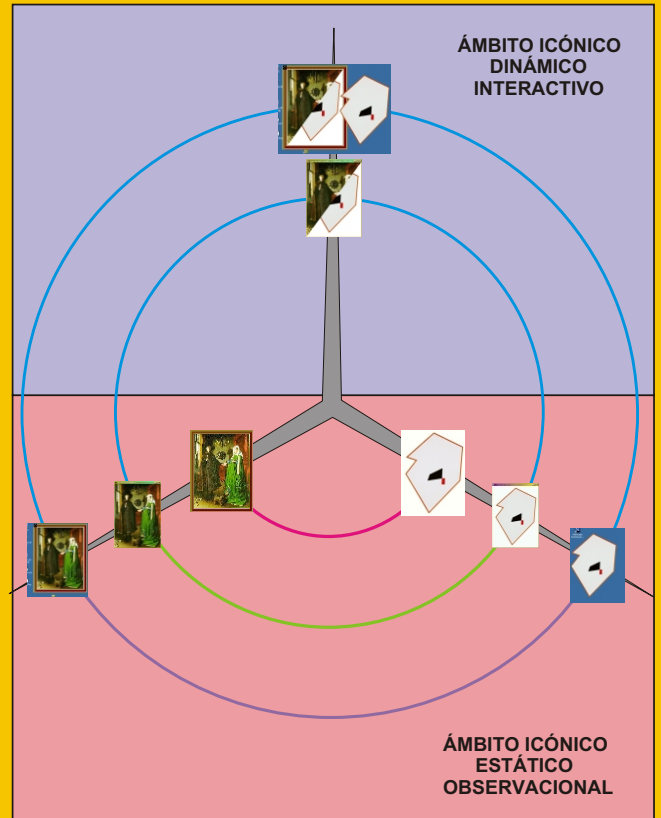 ÁMBITO ICÓNICO
DINÁMICO
INTERACTIVO
ÁMBITO ICÓNICO
ESTÁTICO
OBSERVACIONAL